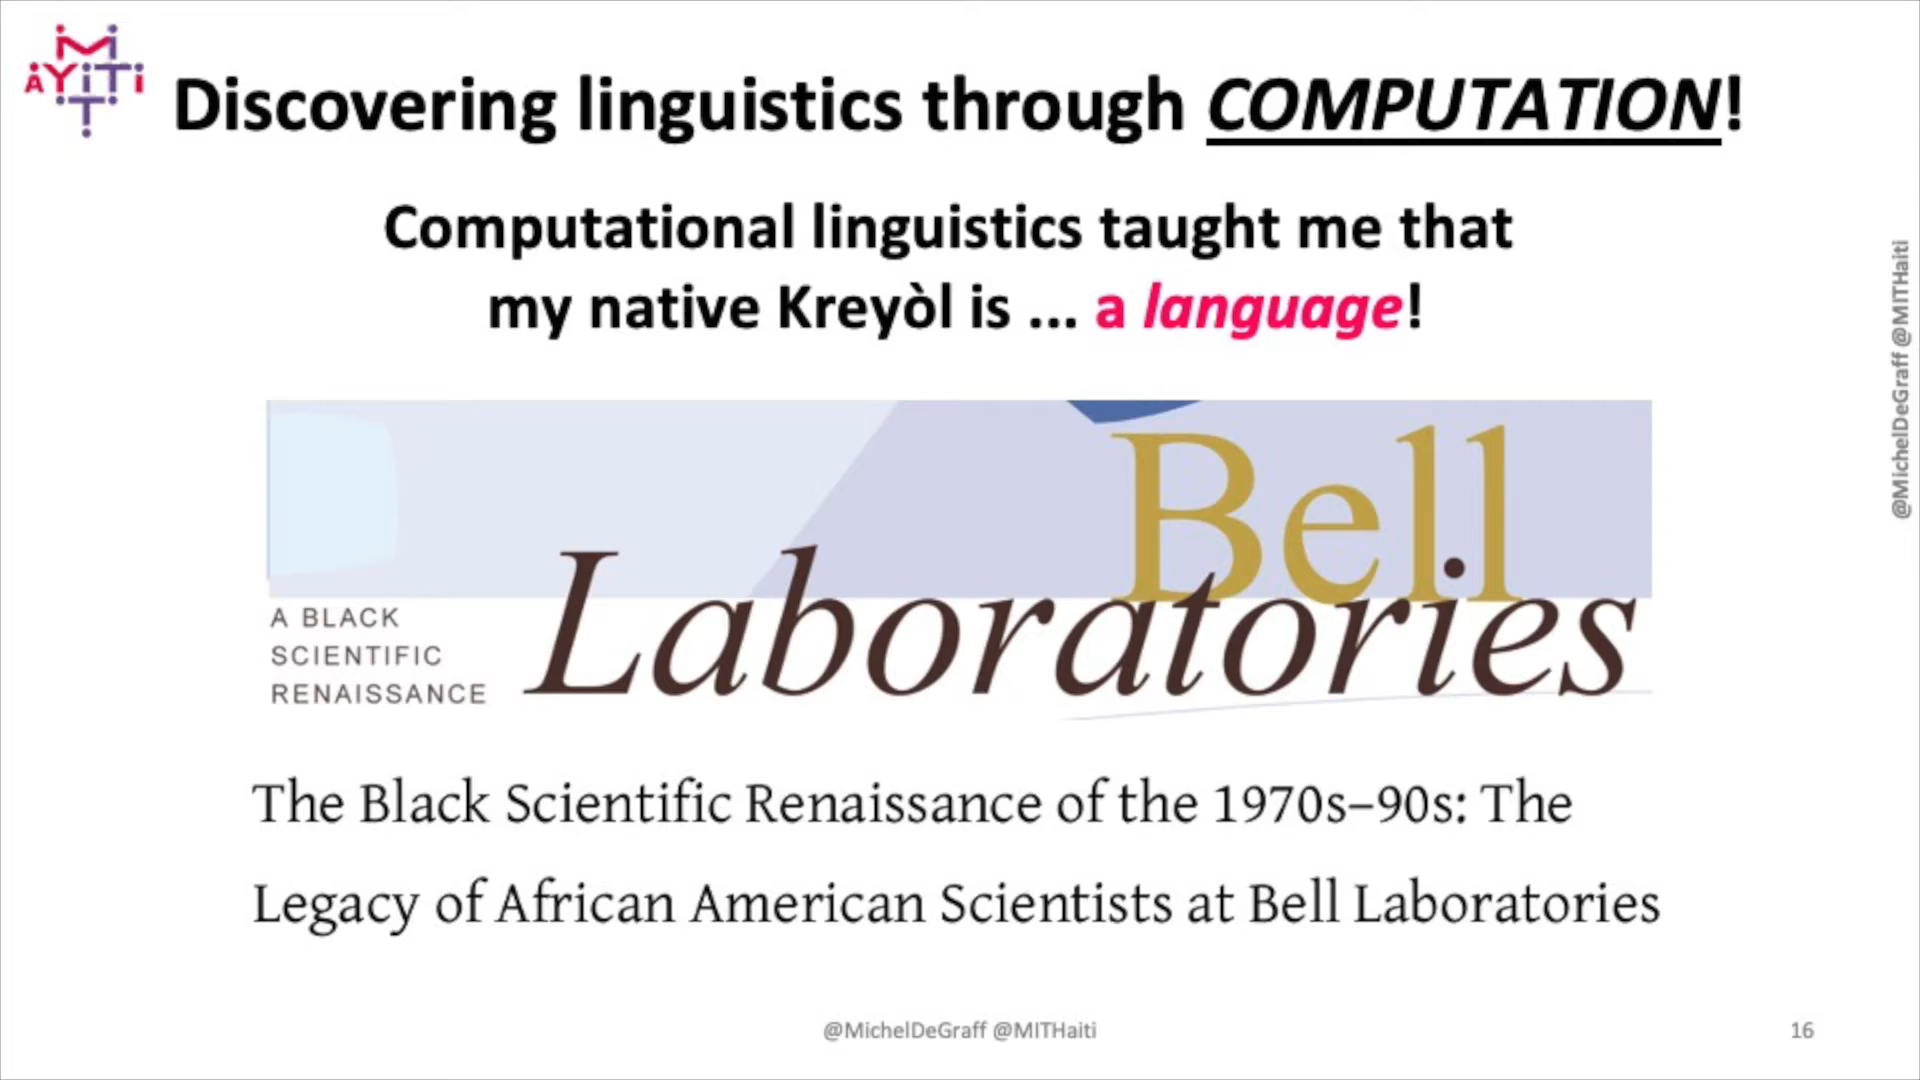 MIT
AYITI
Discovering linguistics through COMPUTATION!
Computational linguistics taught me that
my native Kreyòl is ... a language!
Bell
Laboratories
A BLACK
SCIENTIFIC
RENAISSANCE
The Black Scientific Renaissance of the 1970s–90s: The
Legacy of African American Scientists at Bell Laboratories
@MichelDeGraff @MITHaiti
@MichelDeGraff @MITHaiti
16